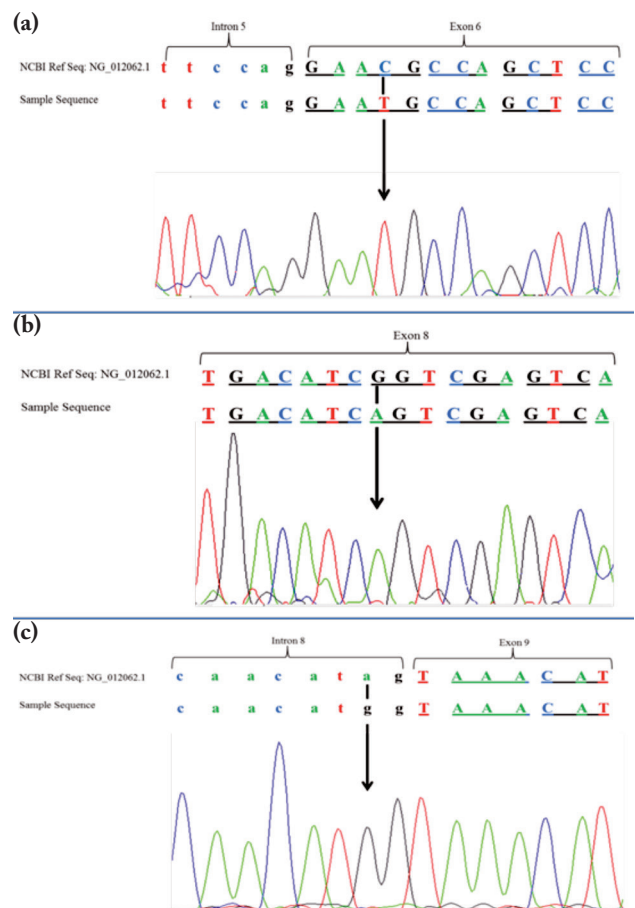 (a)
Intron 5 Exon 6
NCBI Ref Seq: NG_012062.1 t t c c a g G A A C G C C A G C T C C
Sample Sequence t t c c a g G A A T G C C A G C T C C
(b)
Exon 8
NCBI Ref Seq: NG_012062.1 T G A C A T C G G T C G A G T C A
Sample Sequence T G A C A T C A G T C G A G T C A
(c)
Intron 8 Exon 9
NCBI Ref Seq: NG_012062.1 c a a c a t a g T A A A C A T
Sample Sequence c a a c a t g g T A A A C A T